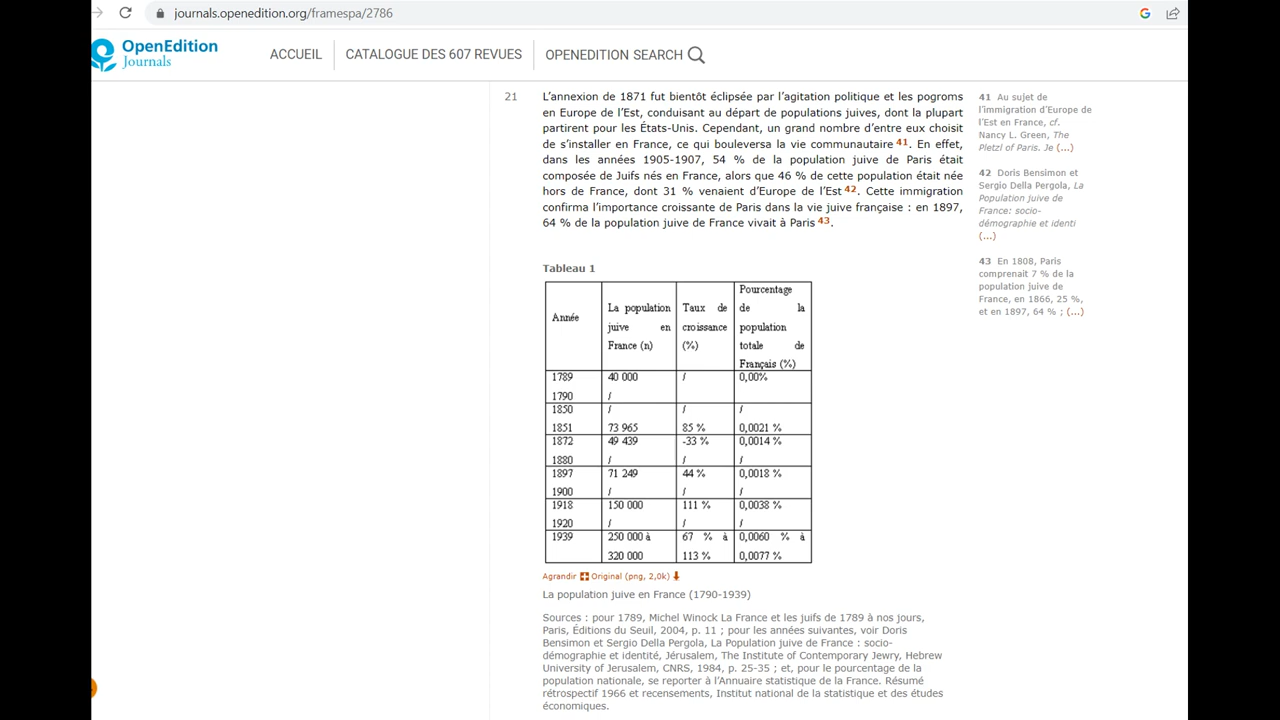 journals.openedition.org/framespa/2786
OpenEdition
Journals
ACCUEIL
CATALOGUE DES 607 REVUES
OPENEDITION SEARCH
21
L’annexion de 1871 fut bientôt éclipsée par l’agitation politique et les pogroms
en Europe de l’Est, conduisant au départ de populations juives, dont la plupart
partirent pour les États-Unis. Cependant, un grand nombre d’entre eux choisit
de s’installer en France, ce qui bouleversa la vie communautaire 41. En effet,
dans les années 1905-1907, 54 % de la population juive de Paris était
composée de Juifs nés en France, alors que 46 % de cette population était née
hors de France, dont 31 % venaient d’Europe de l’Est 42. Cette immigration
confirma l’importance croissante de Paris dans la vie juive française : en 1897,
64 % de la population juive de France vivait à Paris 43.
41 Au sujet de
l’immigration d’Europe de
l’Est en France, cf.
Nancy L. Green, The
Pletzl of Paris. Je (...)
42 Doris Bensimon et
Sergio Della Pergola, La
Population juive de
France: socio-
démographie et identi
(...)
43 En 1808, Paris
comprenait 7 % de la
population juive de
France, en 1866, 25 %,
et en 1897, 64 % ; (...)
Tableau 1
Année
La population
juive en
France (n)
Taux de
croissance
(%)
Pourcentage
de la
population
totale de
Français (%)
1789 40 000 / 0,00%
1790 /
1850 / / /
1851 73 965 85 % 0,0021 %
1872 49 439 -33 % 0,0014 %
1880 / / /
1897 71 249 44 % 0,0018 %
1900 / / /
1918 150 000 111 % 0,0038 %
1920 / / /
1939 250 000 à 67 % à 0,0060 % à
320 000 113 % 0,0077 %
Agrandir Original (png, 2,0k)
La population juive en France (1790-1939)
Sources : pour 1789, Michel Winock La France et les juifs de 1789 à nos jours,
Paris, Éditions du Seuil, 2004, p. 11 ; pour les années suivantes, voir Doris
Bensimon et Sergio Della Pergola, La Population juive de France : socio-
démographie et identité, Jérusalem, The Institute of Contemporary Jewry, Hebrew
University of Jerusalem, CNRS, 1984, p. 25-35 ; et, pour le pourcentage de la
population nationale, se reporter à l’Annuaire statistique de la France. Résumé
rétrospectif 1966 et recensements, Institut national de la statistique et des études
économiques.